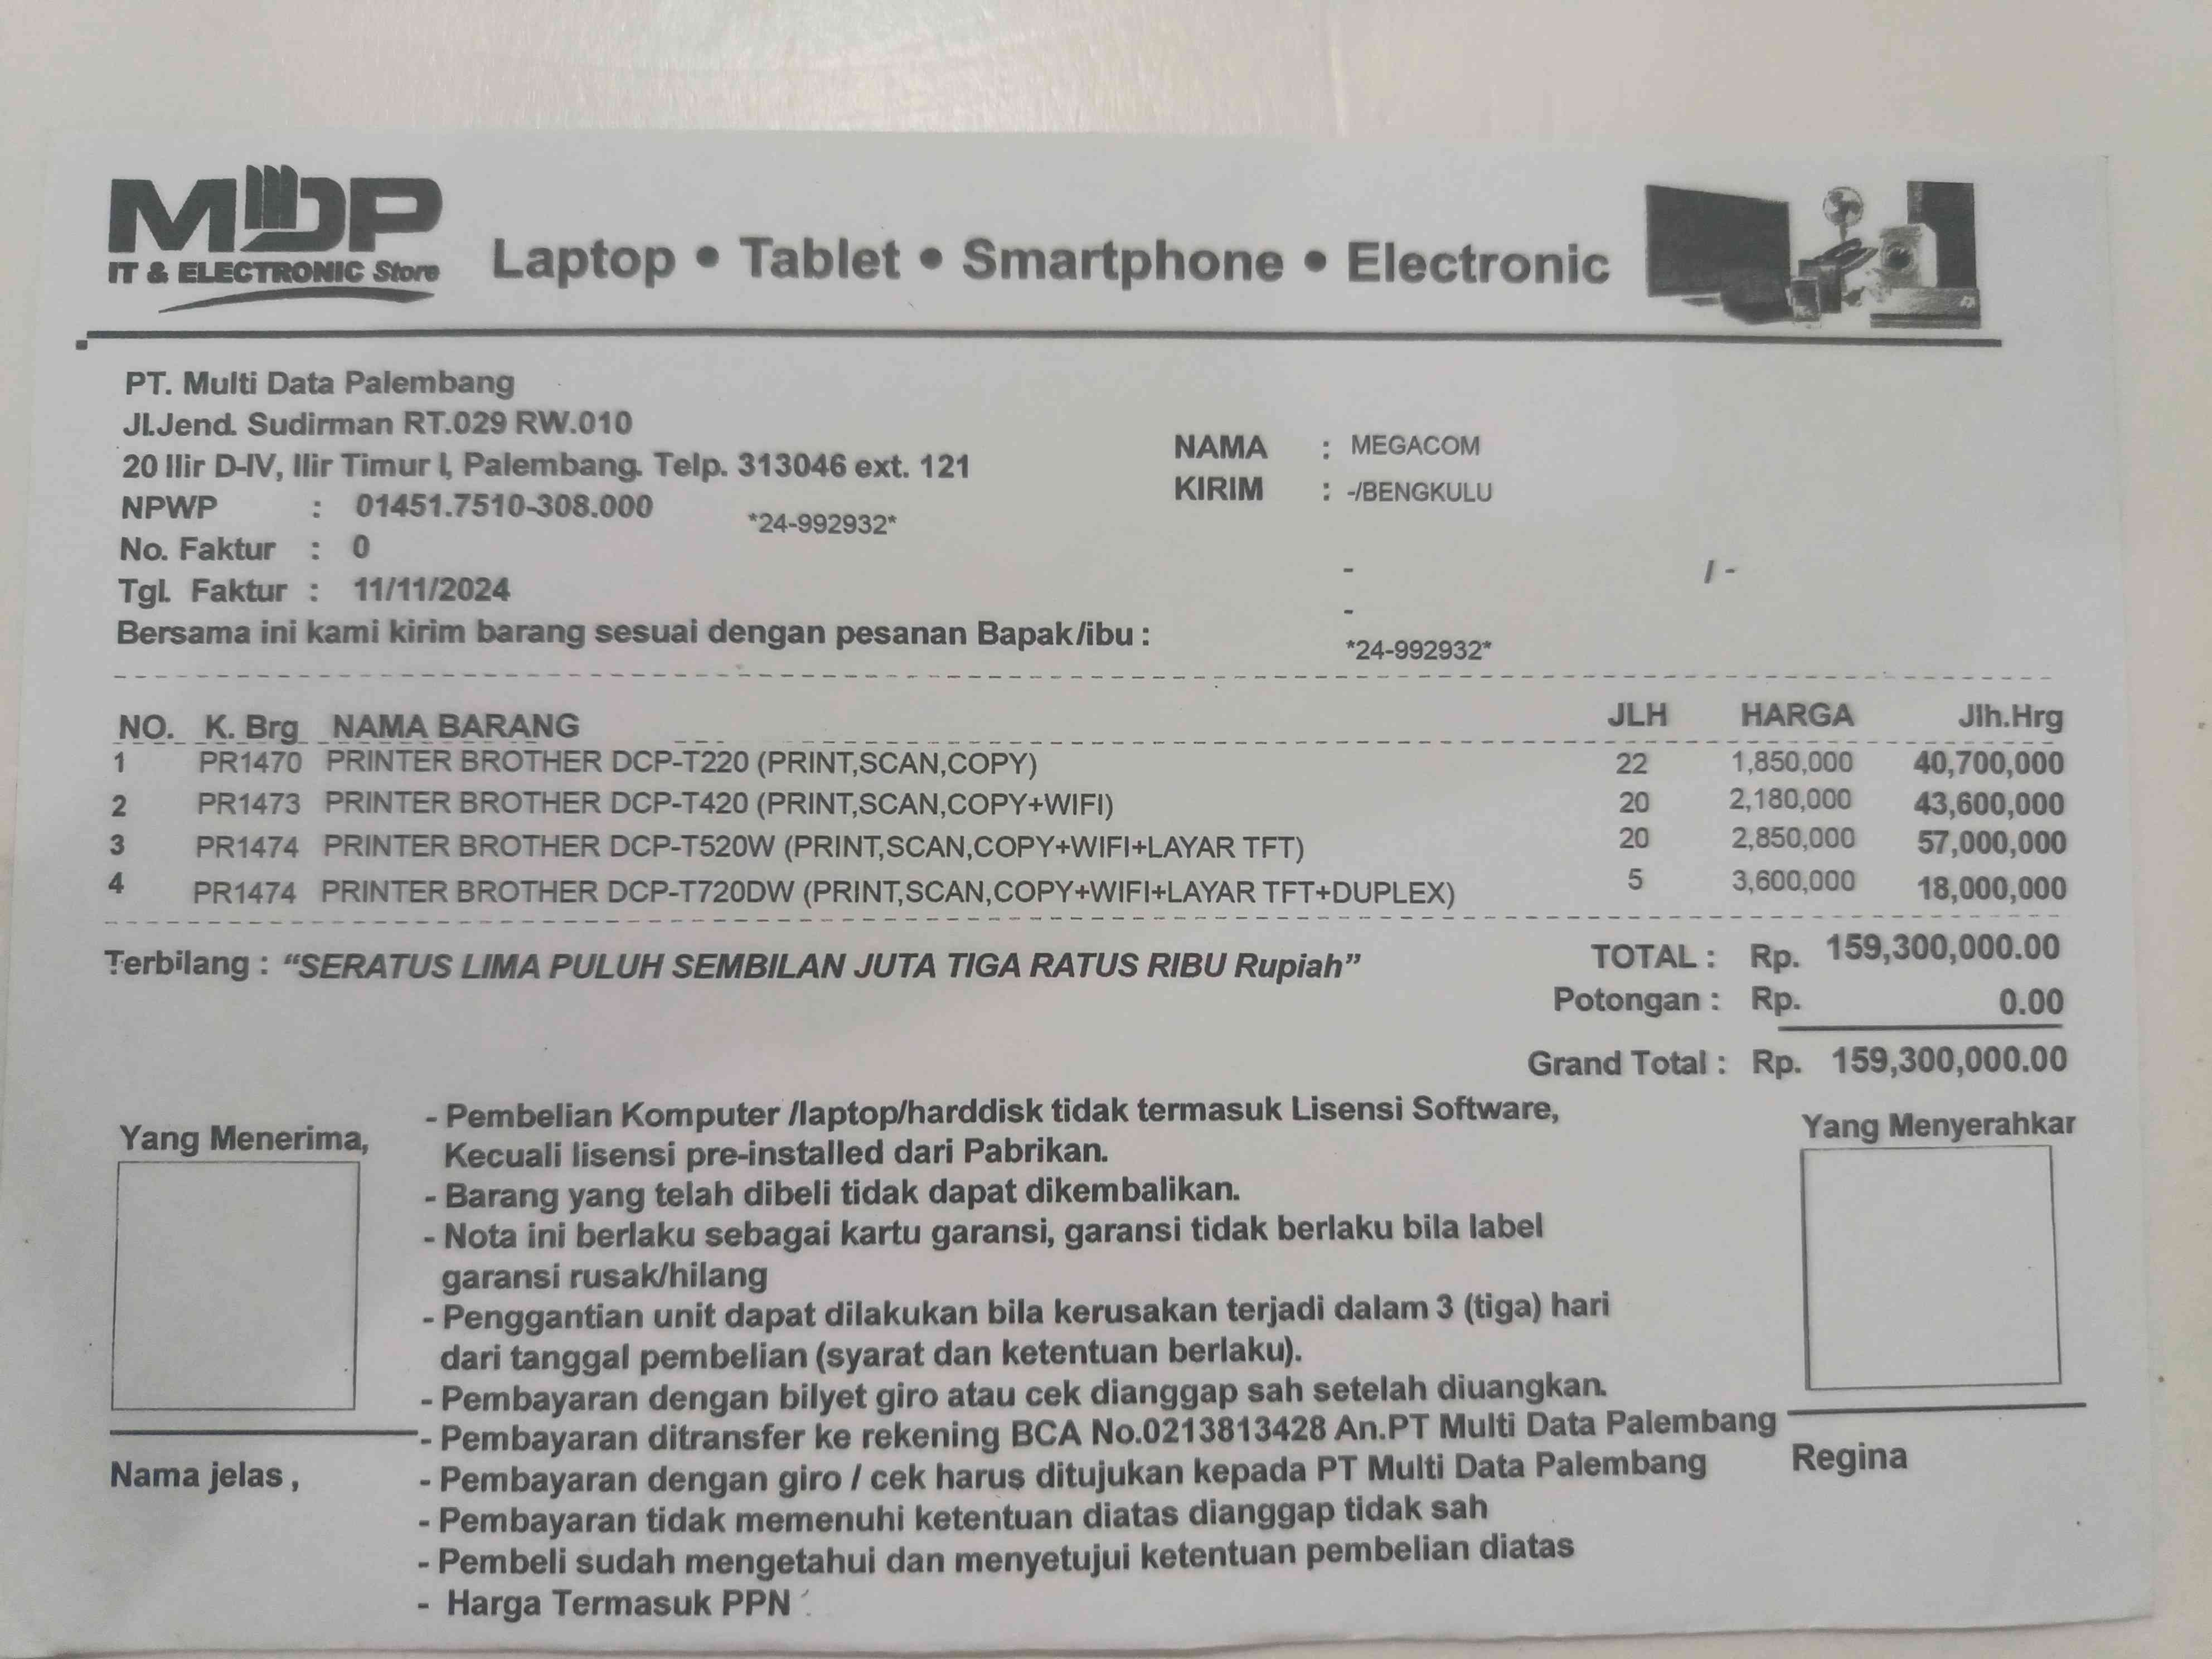 MDP
IT & ELECTRONIC Store
Laptop • Tablet • Smartphone • Electronic
PT. Multi Data Palembang
Jl.Jend. Sudirman RT.029 RW.010
20 Ilir D-IV, Ilir Timur I, Palembang. Telp. 313046 ext. 121
NPWP : 01451.7510-308.000 *24-992932*
No. Faktur : 0
Tgl. Faktur : 11/11/2024
Bersama ini kami kirim barang sesuai dengan pesanan Bapak/ibu :
NAMA : MEGACOM
KIRIM : -/BENGKULU
- / -
-
*24-992932*
NO. K. Brg NAMA BARANG JLH HARGA Jlh.Hrg
1 PR1470 PRINTER BROTHER DCP-T220 (PRINT,SCAN,COPY) 22 1,850,000 40,700,000
2 PR1473 PRINTER BROTHER DCP-T420 (PRINT,SCAN,COPY+WIFI) 20 2,180,000 43,600,000
3 PR1474 PRINTER BROTHER DCP-T520W (PRINT,SCAN,COPY+WIFI+LAYAR TFT) 20 2,850,000 57,000,000
4 PR1474 PRINTER BROTHER DCP-T720DW (PRINT,SCAN,COPY+WIFI+LAYAR TFT+DUPLEX) 5 3,600,000 18,000,000
Terbilang : “SERATUS LIMA PULUH SEMBILAN JUTA TIGA RATUS RIBU Rupiah”
TOTAL : Rp. 159,300,000.00
Potongan : Rp. 0.00
Grand Total : Rp. 159,300,000.00
Yang Menerima,
Nama jelas ,
- Pembelian Komputer /laptop/harddisk tidak termasuk Lisensi Software,
Kecuali lisensi pre-installed dari Pabrikan.
- Barang yang telah dibeli tidak dapat dikembalikan.
- Nota ini berlaku sebagai kartu garansi, garansi tidak berlaku bila label
garansi rusak/hilang
- Penggantian unit dapat dilakukan bila kerusakan terjadi dalam 3 (tiga) hari
dari tanggal pembelian (syarat dan ketentuan berlaku).
- Pembayaran dengan bilyet giro atau cek dianggap sah setelah diuangkan.
- Pembayaran ditransfer ke rekening BCA No.0213813428 An.PT Multi Data Palembang
- Pembayaran dengan giro / cek harus ditujukan kepada PT Multi Data Palembang
- Pembayaran tidak memenuhi ketentuan diatas dianggap tidak sah
- Pembeli sudah mengetahui dan menyetujui ketentuan pembelian diatas
- Harga Termasuk PPN
Yang Menyerahkar
Regina